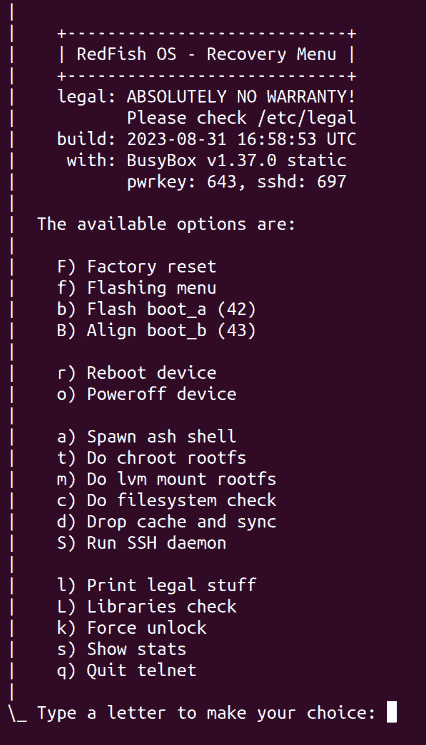 |
|    +----------------------------+
|    | RedFish OS - Recovery Menu |
|    +----------------------------+
|    legal: ABSOLUTELY NO WARRANTY!
|           Please check /etc/legal
|    build: 2023-08-31 16:58:53 UTC
|     with: BusyBox v1.37.0 static
|           pwrkey: 643, sshd: 697
|
|  The available options are:
|
|    F) Factory reset
|    f) Flashing menu
|    b) Flash boot_a (42)
|    B) Align boot_b (43)
|
|    r) Reboot device
|    o) Poweroff device
|
|    a) Spawn ash shell
|    t) Do chroot rootfs
|    m) Do lvm mount rootfs
|    c) Do filesystem check
|    d) Drop cache and sync
|    S) Run SSH daemon
|
|    l) Print legal stuff
|    L) Libraries check
|    k) Force unlock
|    s) Show stats
|    q) Quit telnet
|
\_ Type a letter to make your choice: